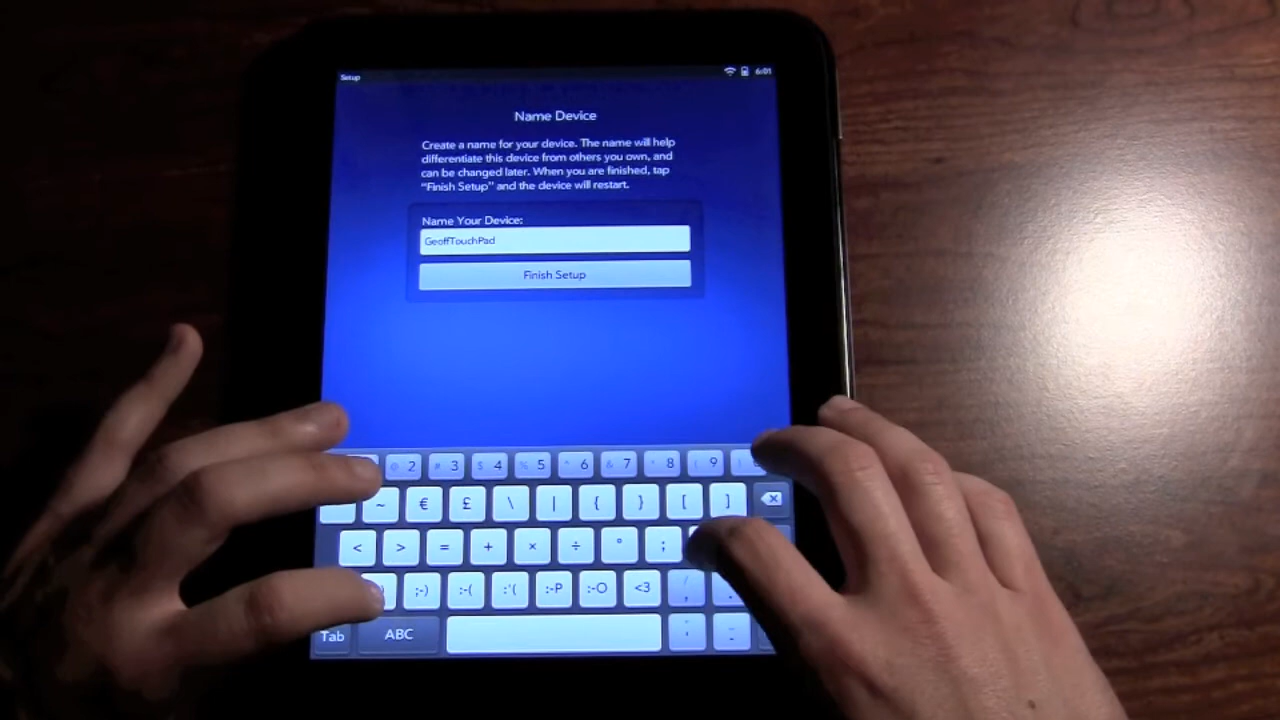 Setup 6:01
Name Device
Create a name for your device. The name will help
differentiate this device from others you own, and
can be changed later. When you are finished, tap
“Finish Setup” and the device will restart.
Name Your Device:
GeoffTouchPad
Finish Setup
@ 2 # 3 $ 4 % 5 ^ 6 & 7 * 8 ( 9 )
~ € £ \ | { } [ ]
< > = + × ÷ ° ;
;-) :-( :'( :-P :-O <3 /
Tab ABC